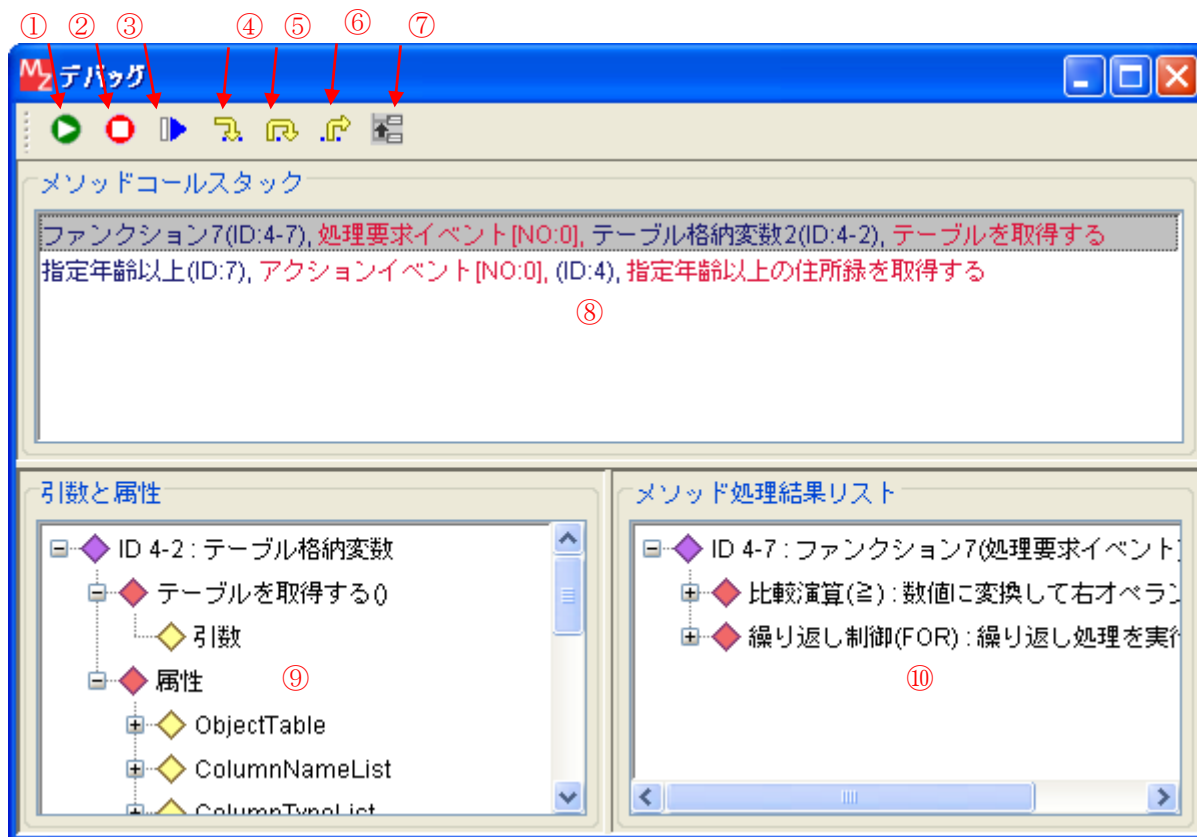 ① ② ③ ④ ⑤ ⑥ ⑦
MZ デバッグ
メソッドコールスタック
ファンクション7(ID:4-7), 処理要求イベント[NO:0], テーブル格納変数2(ID:4-2), テーブルを取得する
指定年齢以上(ID:7), アクションイベント[NO:0], (ID:4), 指定年齢以上の住所録を取得する
⑧
引数と属性
ID 4-2 : テーブル格納変数
テーブルを取得する()
引数
属性
⑨
ObjectTable
ColumnNameList
ColumnTypeList
メソッド処理結果リスト
ID 4-7 : ファンクション7(処理要求イベント
比較演算(≧) : 数値に変換して右オペラン
繰り返し制御(FOR) : 繰り返し処理を実行
⑩